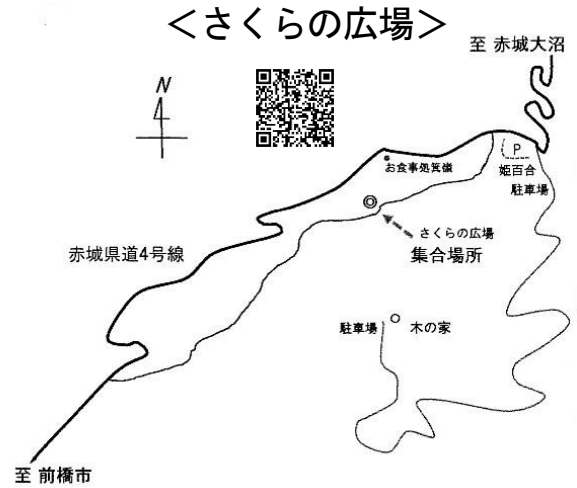 ＜さくらの広場＞
至 赤城大沼
N
P
お食事処箕嶺
姫百合
駐車場
さくらの広場
集合場所
赤城県道4号線
駐車場
木の家
至 前橋市